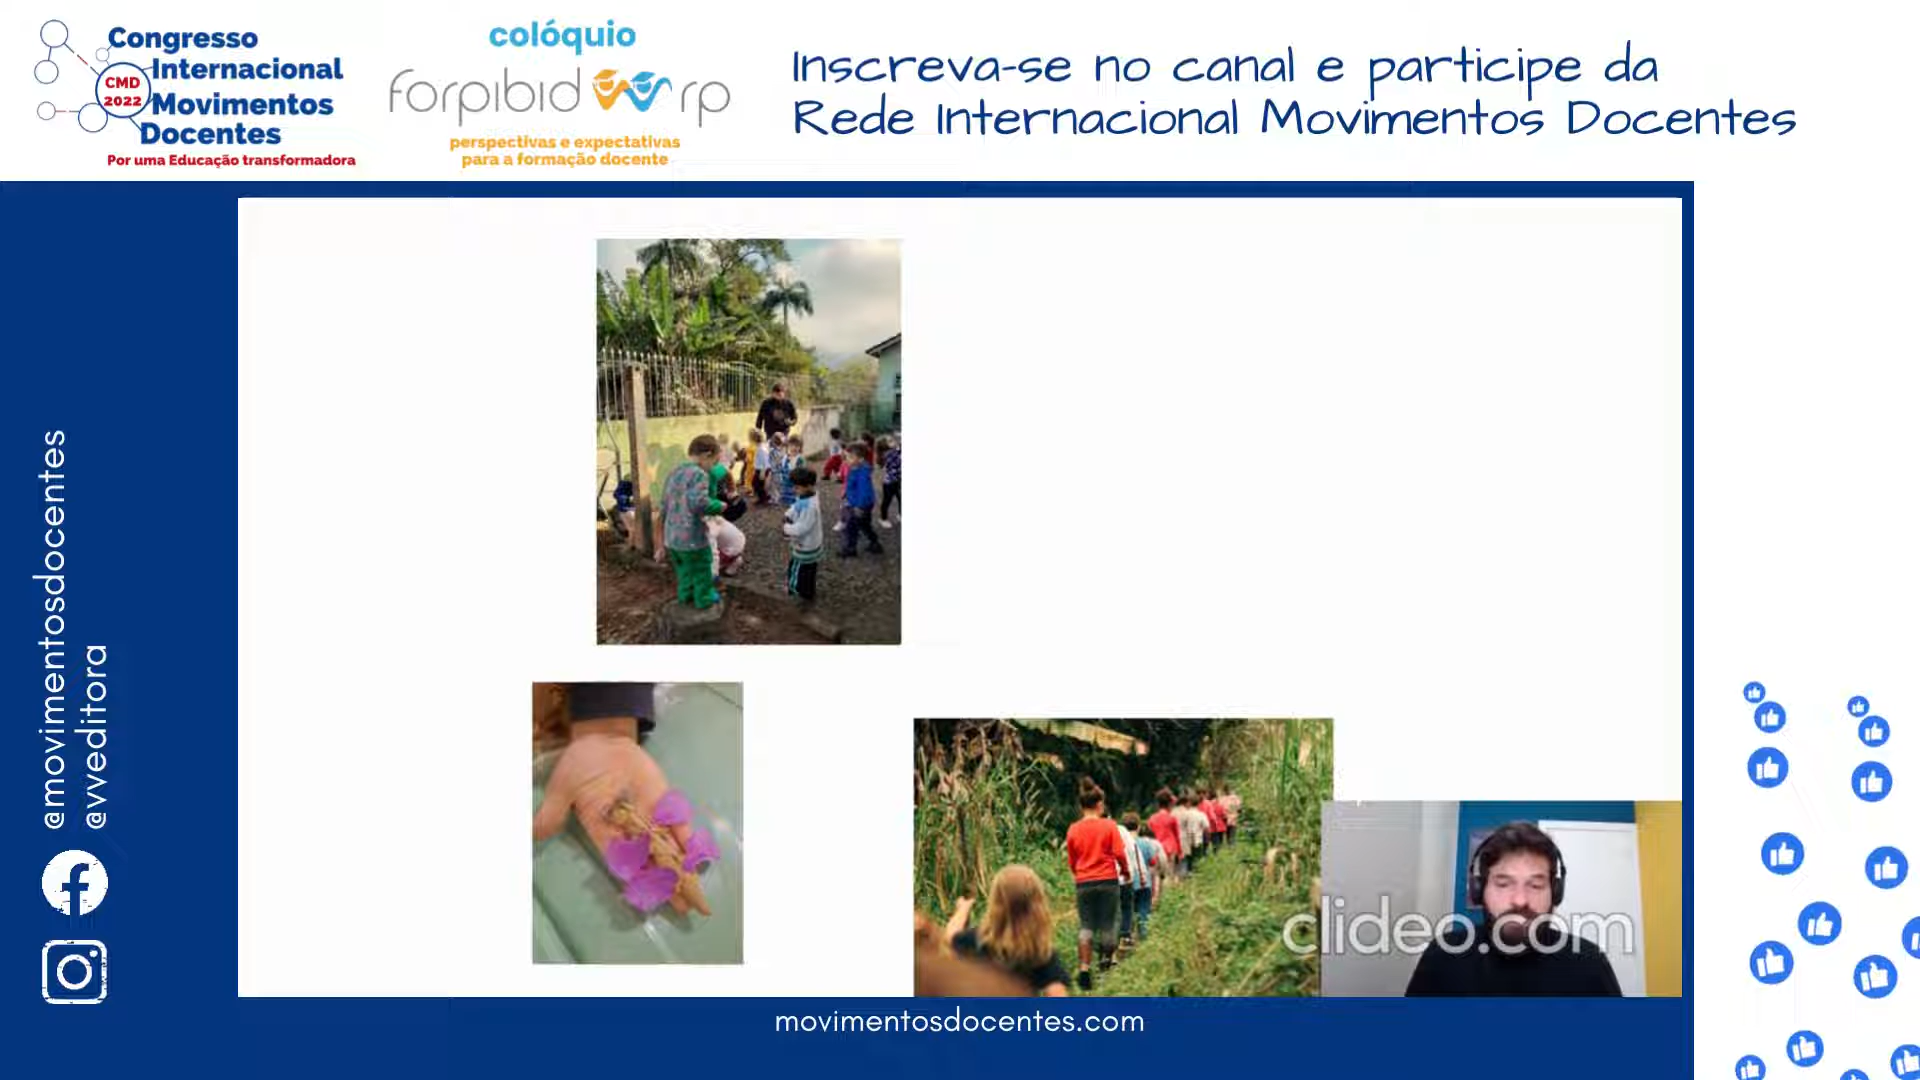 Congresso
Internacional
CMD
2022
Movimentos
Docentes
Por uma Educação transformadora
colóquio
forpibid rp
perspectivas e expectativas
para a formação docente
Inscreva-se no canal e participe da
Rede Internacional Movimentos Docentes
@movimentosdocentes
@vveditora
clideo.com
movimentosdocentes.com